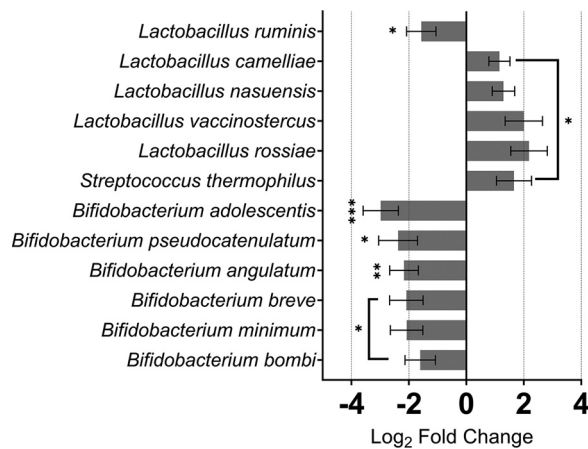 Lactobacillus ruminis
*
Lactobacillus camelliae
Lactobacillus nasuensis
Lactobacillus vaccinostercus
*
Lactobacillus rossiae
Streptococcus thermophilus
Bifidobacterium adolescentis
***
Bifidobacterium pseudocatenulatum
*
Bifidobacterium angulatum
**
Bifidobacterium breve
Bifidobacterium minimum
*
Bifidobacterium bombi
-4 -2 0 2 4
Log2 Fold Change